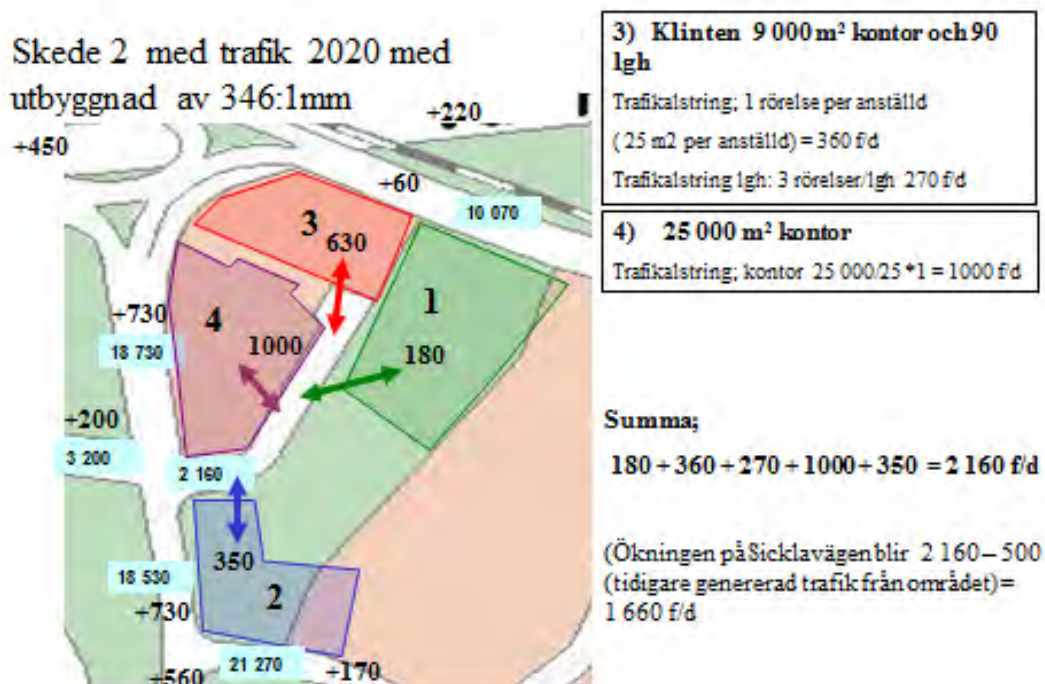 Skede 2 med trafik 2020 med
utbyggnad av 346:1mm
+220
+450
+60
10 070
3
630
1
+730
4
18 730
1000
180
+200
3 200
2 160
350
18 530
2
+730
21 270
+170
+560
3) Klinten 9 000 m² kontor och 90
lgh
Trafikalstring; 1 rörelse per anställd
( 25 m2 per anställd) = 360 f/d
Trafikalstring lgh: 3 rörelser/lgh 270 f/d
4) 25 000 m² kontor
Trafikalstring; kontor 25 000/25 *1 = 1000 f/d
Summa;
180 + 360 + 270 + 1000 + 350 = 2 160 f/d
(Ökningen på Sicklavägen blir 2 160 – 500
(tidigare genererad trafik från området) =
1 660 f/d